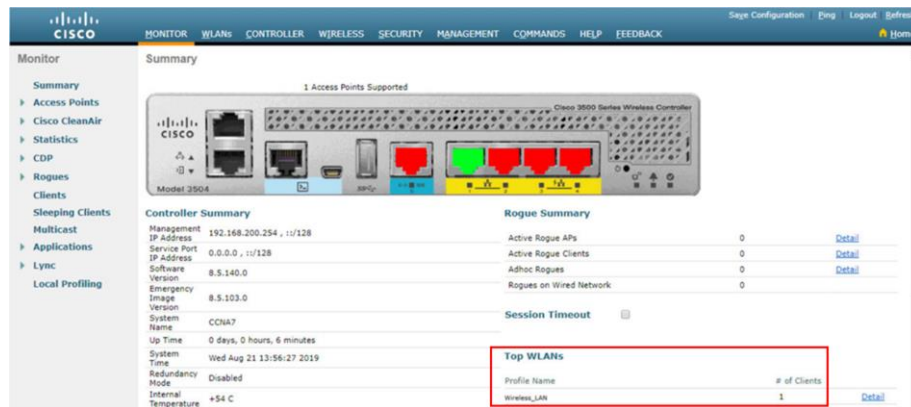 Save Configuration Ping Logout Refres
CISCO MONITOR WLANs CONTROLLER WIRELESS SECURITY MANAGEMENT COMMANDS HELP FEEDBACK Hom
Monitor
Summary
Access Points
Cisco CleanAir
Statistics
CDP
Rogues
Clients
Sleeping Clients
Multicast
Applications
Lync
Local Profiling
Summary
1 Access Points Supported
Cisco 3500 Series Wireless Controller
CISCO
Model 3504
Controller Summary
Management IP Address 192.168.200.254 , ::/128
Service Port IP Address 0.0.0.0 , ::/128
Software Version 8.5.140.0
Emergency Image Version 8.5.103.0
System Name CCNA7
Up Time 0 days, 0 hours, 6 minutes
System Time Wed Aug 21 13:56:27 2019
Redundancy Mode Disabled
Internal Temperature +54 C
Rogue Summary
Active Rogue APs 0 Detail
Active Rogue Clients 0 Detail
Adhoc Rogues 0 Detail
Rogues on Wired Network 0
Session Timeout
Top WLANs
Profile Name # of Clients
Wireless_LAN 1 Detail